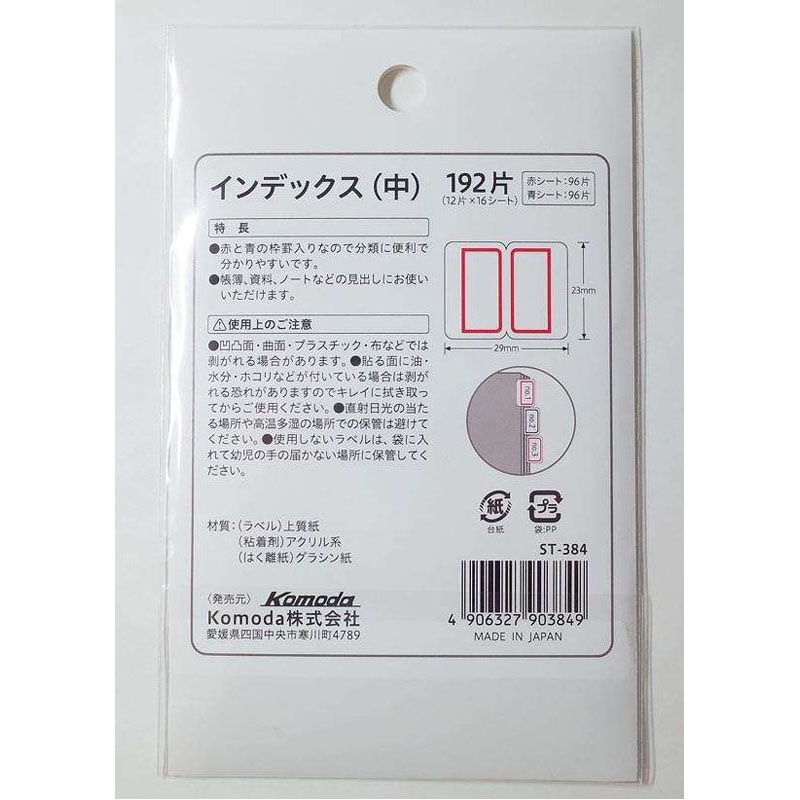 インデックス（中） 192片
（12片×16シート）
赤シート：96片
青シート：96片
特 長
●赤と青の枠罫入りなので分類に便利で
分かりやすいです。
●帳簿、資料、ノートなどの見出しにお使い
いただけます。
23mm
29mm
⚠使用上のご注意
●凹凸面・曲面・プラスチック・布などでは
剥がれる場合があります。●貼る面に油・
水分・ホコリなどが付いている場合は剥が
れる恐れがありますのでキレイに拭き取っ
てからご使用ください。●直射日光の当た
る場所や高温多湿の場所での保管は避けて
ください。●使用しないラベルは、袋に入
れて幼児の手の届かない場所に保管してく
ださい。
no.1
no.2
no.3
紙
台紙
プラ
袋:PP
材質：（ラベル）上質紙
（粘着剤）アクリル系
（はく離紙）グラシン紙
ST-384
〈発売元〉 Komoda
Komoda株式会社
愛媛県四国中央市寒川町4789
4 906327 903849
MADE IN JAPAN